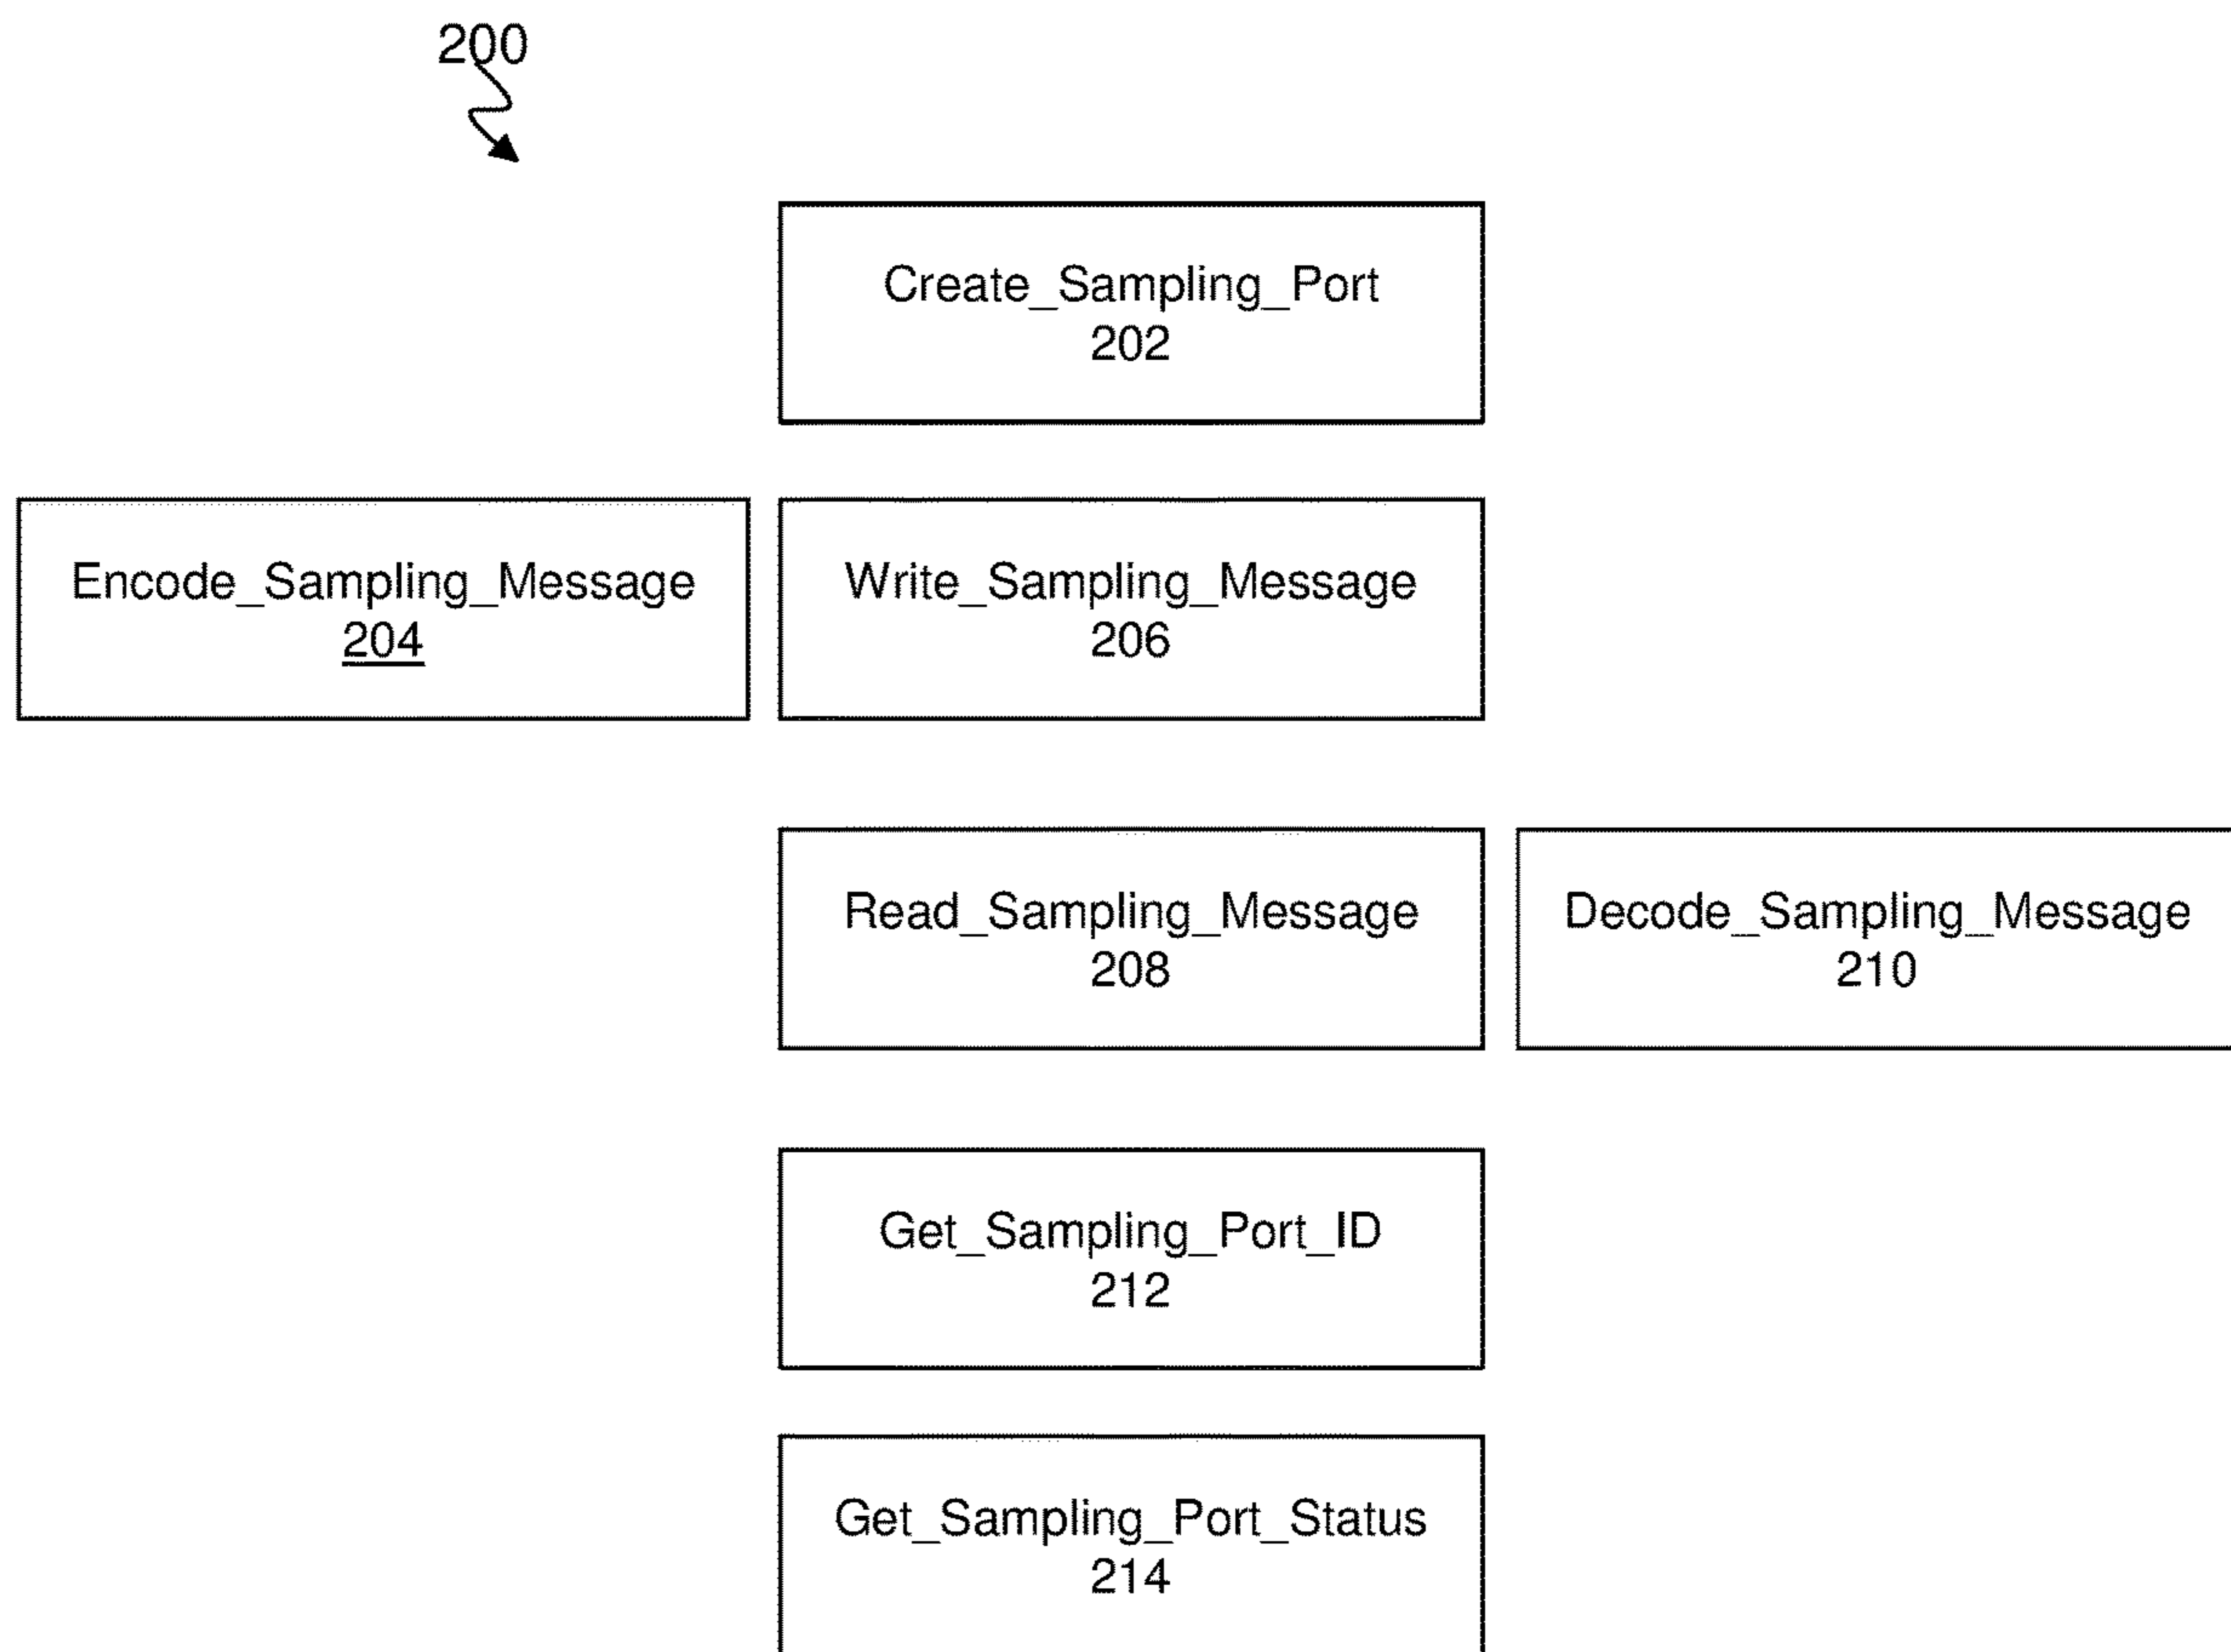 200
Create_Sampling_Port
202
Encode_Sampling_Message
204
Write_Sampling_Message
206
Read_Sampling_Message
208
Decode_Sampling_Message
210
Get_Sampling_Port_ID
212
Get_Sampling_Port_Status
214